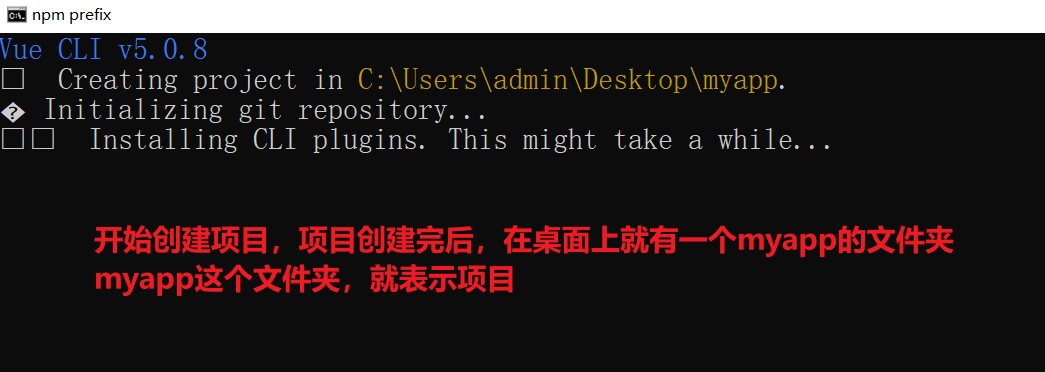 npm prefix
Vue CLI v5.0.8
Creating project in C:\Users\admin\Desktop\myapp.
Initializing git repository...
Installing CLI plugins. This might take a while...
开始创建项目，项目创建完后，在桌面上就有一个myapp的文件夹
myapp这个文件夹，就表示项目